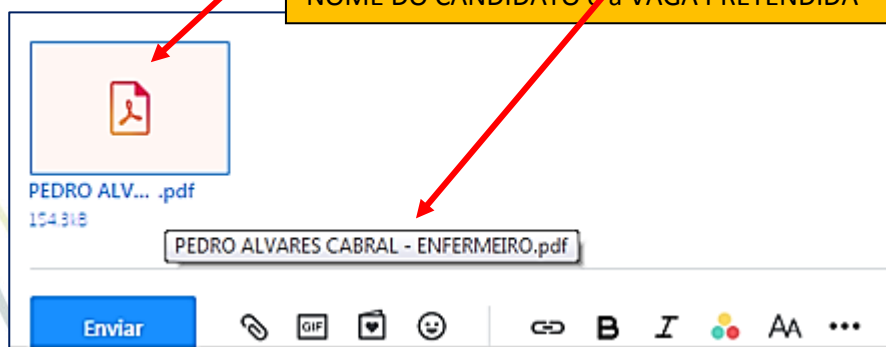 NOME DO CANDIDATO e a VAGA PRETENDIDA
PEDRO ALV... .pdf
154.3kB
PEDRO ALVARES CABRAL - ENFERMEIRO.pdf
Enviar
GIF
B I AA